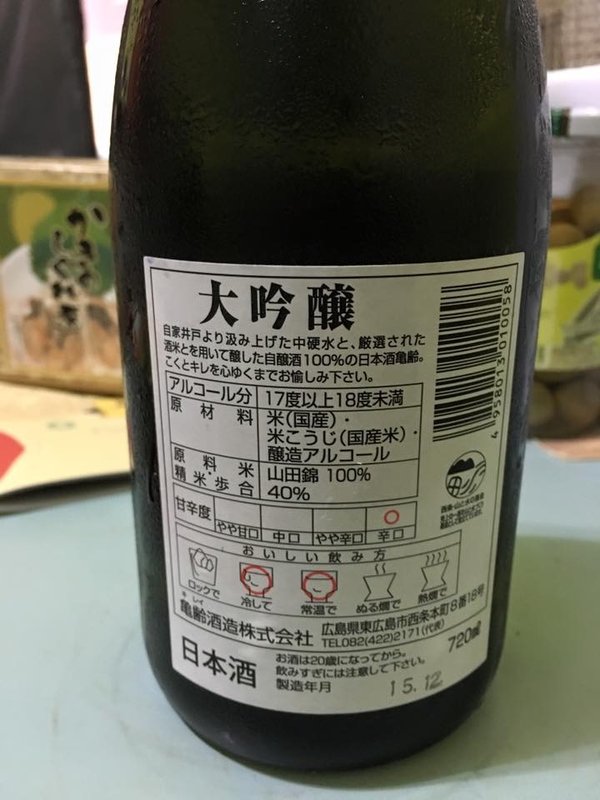 大吟醸
自家井戸より汲み上げた中硬水と、厳選された
酒米とを用いて醸した自醸酒100%の日本酒亀齢。
こくとキレを心ゆくまでお愉しみ下さい。
アルコール分 17度以上18度未満
原材料 米(国産)・
米こうじ(国産米)・
醸造アルコール
原料米 山田錦 100%
精米歩合 40%
甘辛度 ○
やや甘口 中口 やや辛口 辛口
おいしい飲み方
ロックで 冷して 常温で ぬる燗で 熱燗で
キ レイ
亀齢酒造株式会社 広島県東広島市西条本町8番18号
TEL082(422)2171(代表)
日本酒 お酒は20歳になってから。 720㎖
飲みすぎには注意して下さい。
製造年月 15.12
4 958013 010058